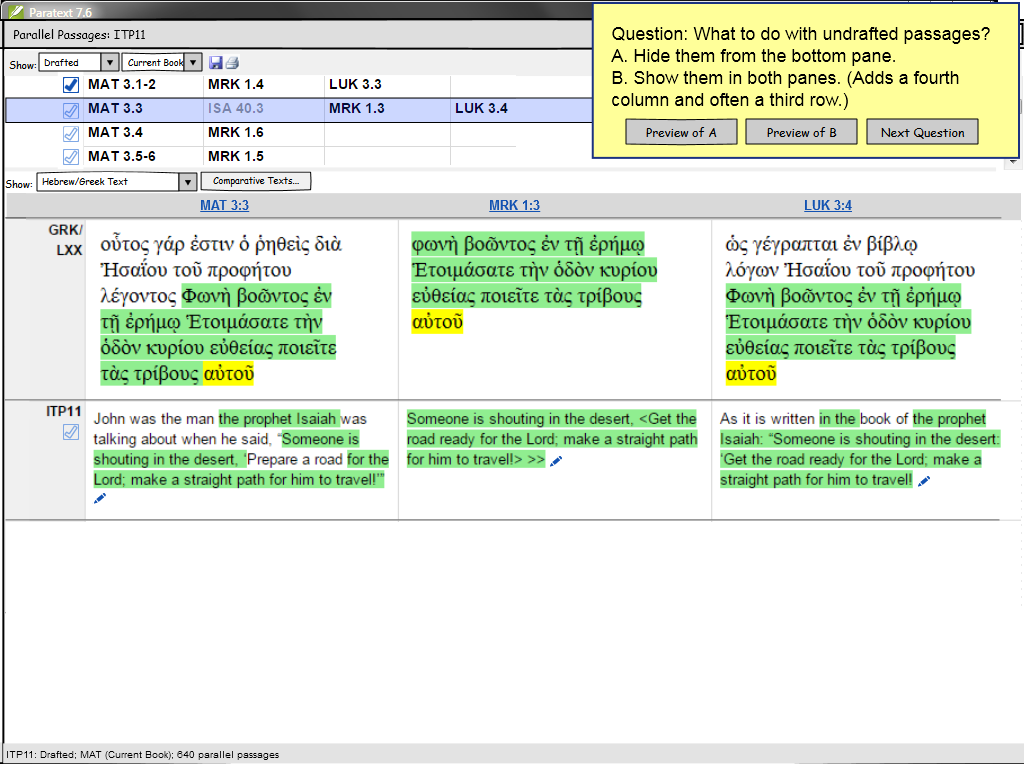 Paratext 7.6
Parallel Passages: ITP11
Question: What to do with undrafted passages?
A. Hide them from the bottom pane.
B. Show them in both panes. (Adds a fourth
column and often a third row.)
Preview of A Preview of B Next Question
Show: Drafted Current Book
MAT 3.1-2 MRK 1.4 LUK 3.3
MAT 3.3 ISA 40.3 MRK 1.3 LUK 3.4
MAT 3.4 MRK 1.6
MAT 3.5-6 MRK 1.5
Show: Hebrew/Greek Text Comparative Texts...
MAT 3:3 MRK 1:3 LUK 3:4
GRK/
LXX
οὗτος γάρ ἐστιν ὁ ῥηθεὶς διὰ
Ἠσαΐου τοῦ προφήτου
λέγοντος Φωνὴ βοῶντος ἐν
τῇ ἐρήμῳ Ἑτοιμάσατε τὴν
ὁδὸν κυρίου εὐθείας ποιεῖτε
τὰς τρίβους αὐτοῦ
φωνὴ βοῶντος ἐν τῇ ἐρήμῳ
Ἑτοιμάσατε τὴν ὁδὸν κυρίου
εὐθείας ποιεῖτε τὰς τρίβους
αὐτοῦ
ὡς γέγραπται ἐν βίβλῳ
λόγων Ἠσαΐου τοῦ προφήτου
Φωνὴ βοῶντος ἐν τῇ ἐρήμῳ
Ἑτοιμάσατε τὴν ὁδὸν κυρίου
εὐθείας ποιεῖτε τὰς τρίβους
αὐτοῦ
ITP11
John was the man the prophet Isaiah was
talking about when he said, “Someone is
shouting in the desert, ‘Prepare a road for the
Lord; make a straight path for him to travel!’”
Someone is shouting in the desert, <Get the
road ready for the Lord; make a straight path
for him to travel!> >>
As it is written in the book of the prophet
Isaiah: “Someone is shouting in the desert:
‘Get the road ready for the Lord; make a
straight path for him to travel!
ITP11: Drafted; MAT (Current Book); 640 parallel passages